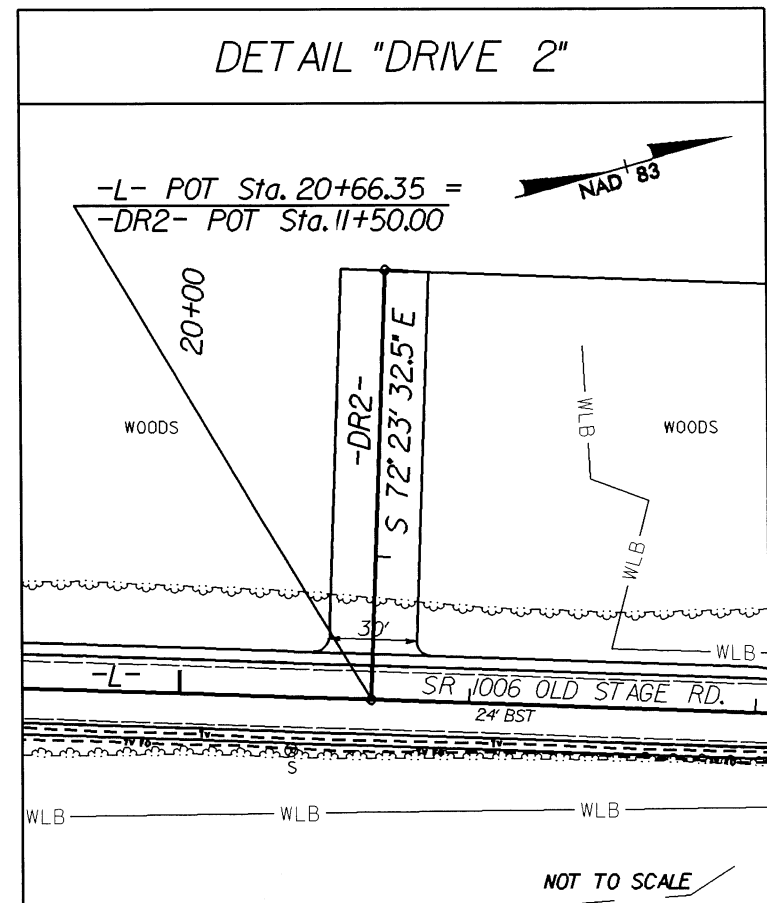 DETAIL "DRIVE 2"
-L- POT Sta. 20+66.35 =
-DR2- POT Sta. 11+50.00
NAD 83
20+00
-DR2-
S 72° 23' 32.5" E
WOODS
WLB
WOODS
WLB
30'
WLB
-L-
SR 1006 OLD STAGE RD.
24' BST
S
WLB
WLB
WLB
NOT TO SCALE